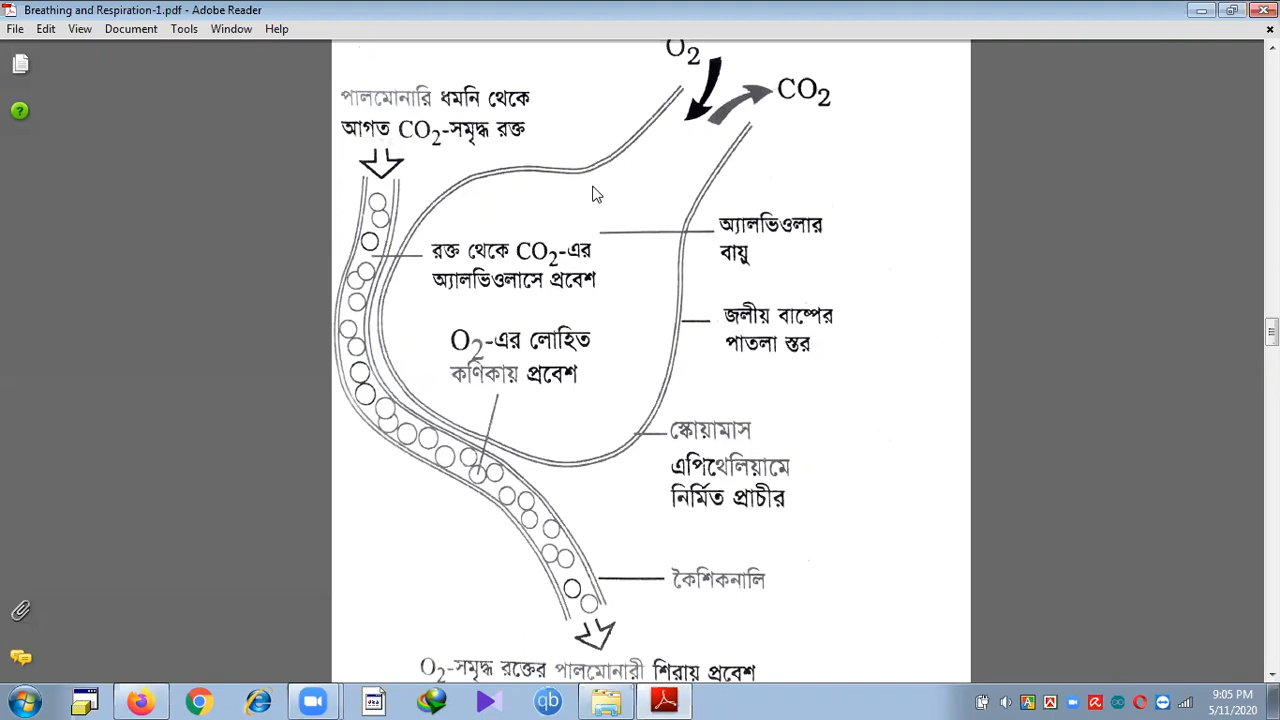 Breathing and Respiration-1.pdf - Adobe Reader
File Edit View Document Tools Window Help
O2
CO2
পালমোনারি ধমনি থেকে
আগত CO2-সমৃদ্ধ রক্ত
অ্যালভিওলার
বায়ু
রক্ত থেকে CO2-এর
অ্যালভিওলাসে প্রবেশ
জলীয় বাষ্পের
পাতলা স্তর
O2-এর লোহিত
কণিকায় প্রবেশ
স্কোয়ামাস
এপিথেলিয়ামে
নির্মিত প্রাচীর
কৈশিকনালি
O2-সমৃদ্ধ রক্তের পালমোনারী শিরায় প্রবেশ
qb
9:05 PM
5/11/2020